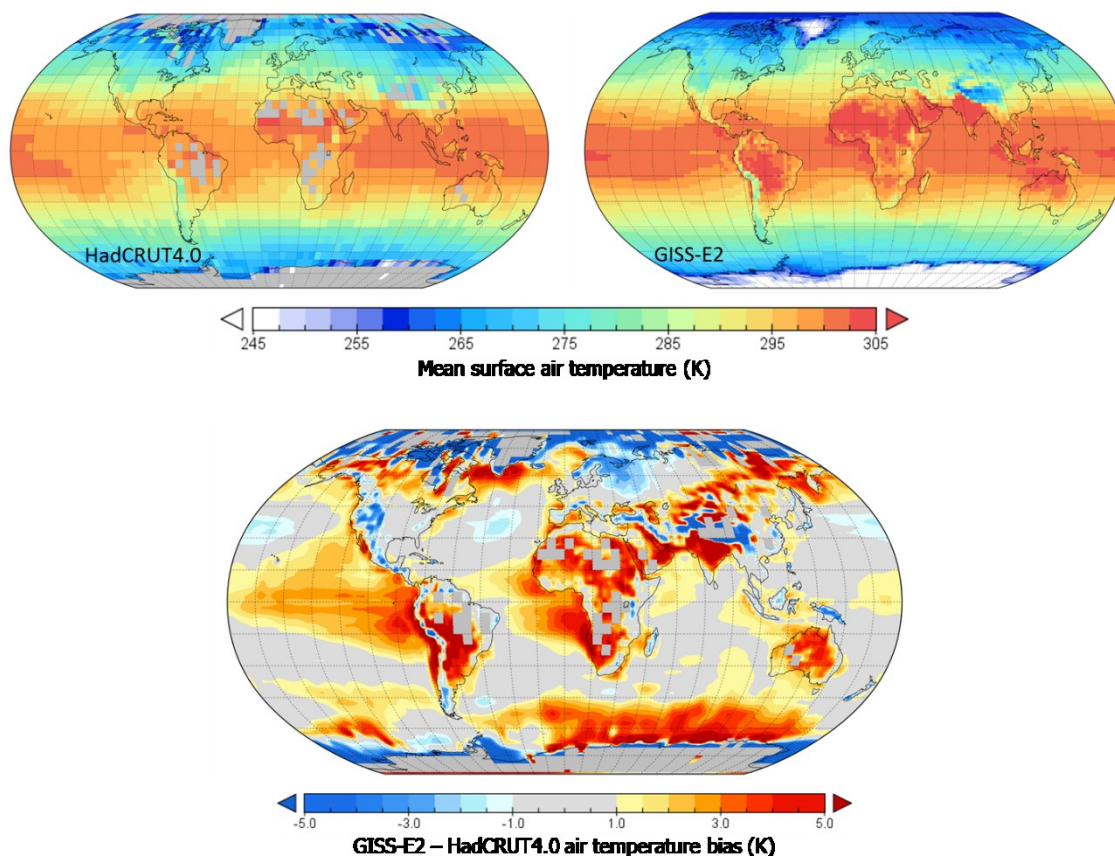 HadCRUT4.0
GISS-E2
245 255 265 275 285 295 305
Mean surface air temperature (K)
-5.0 -3.0 -1.0 1.0 3.0 5.0
GISS-E2 – HadCRUT4.0 air temperature bias (K)